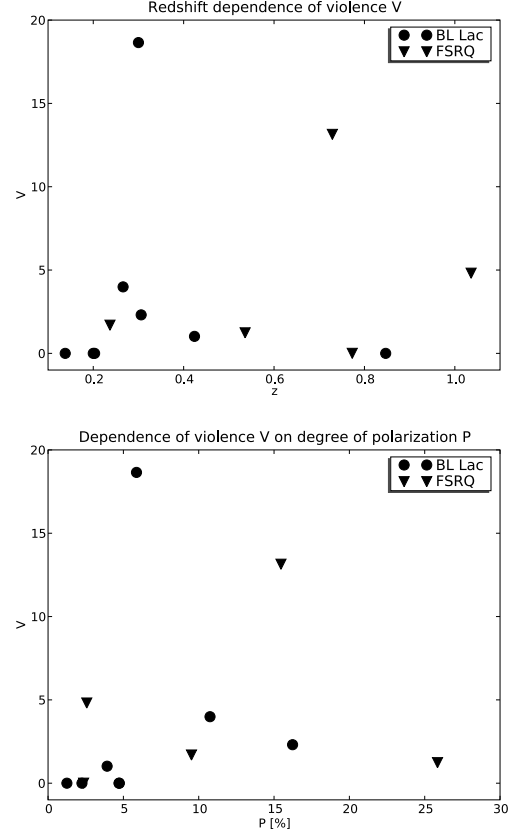 Redshift dependence of violence V
20
BL Lac
FSRQ
15
V
10
5
0
0.2 0.4 0.6 0.8 1.0
z
Dependence of violence V on degree of polarization P
20
BL Lac
FSRQ
15
V
10
5
0
0 5 10 15 20 25 30
P [%]